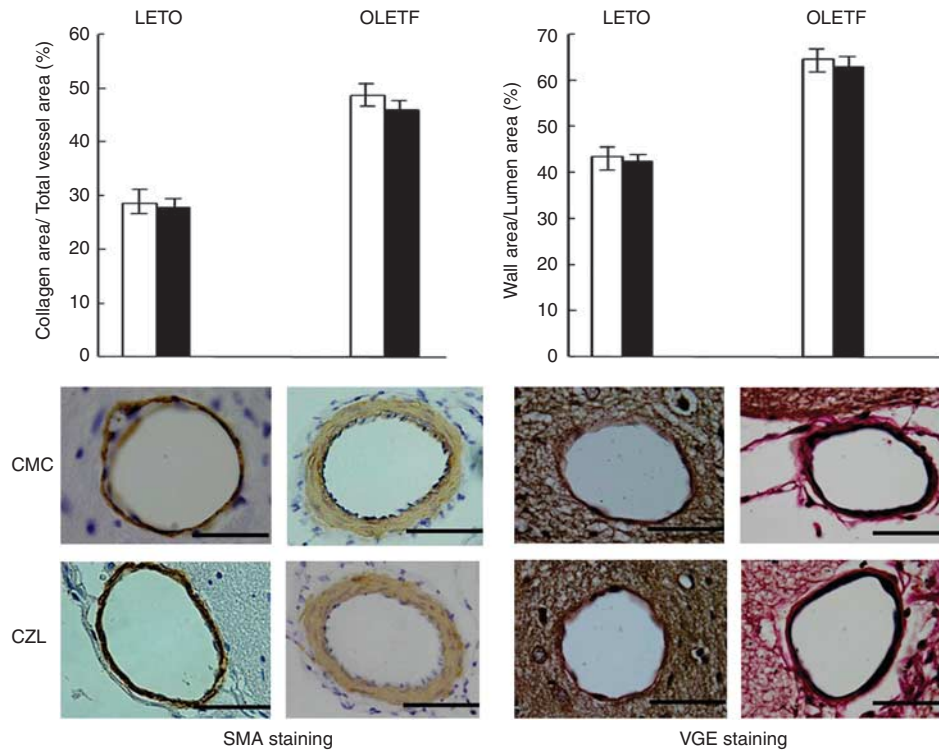 LETO OLETF
Collagen area/ Total vessel area (%)
60
50
40
30
20
10
0
LETO OLETF
Wall area/Lumen area (%)
70
60
50
40
30
20
10
0
CMC
CZL
SMA staining
VGE staining